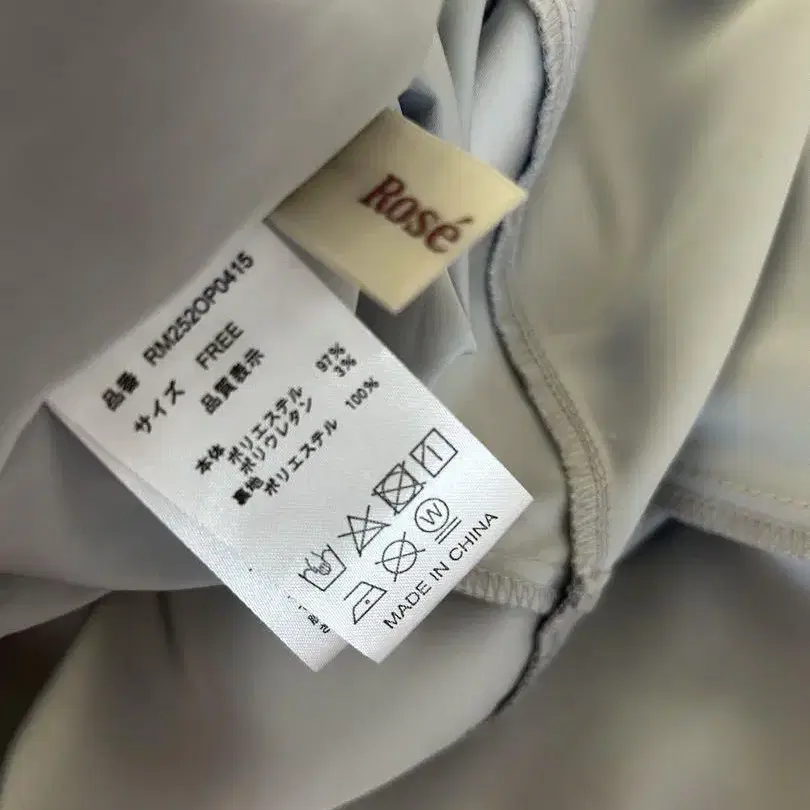 Rosé
品番 RM252OP0415
サイズ FREE
品質表示
本体 ポリエステル 97%
ポリウレタン 3%
裏地 ポリエステル 100%
W
MADE IN CHINA